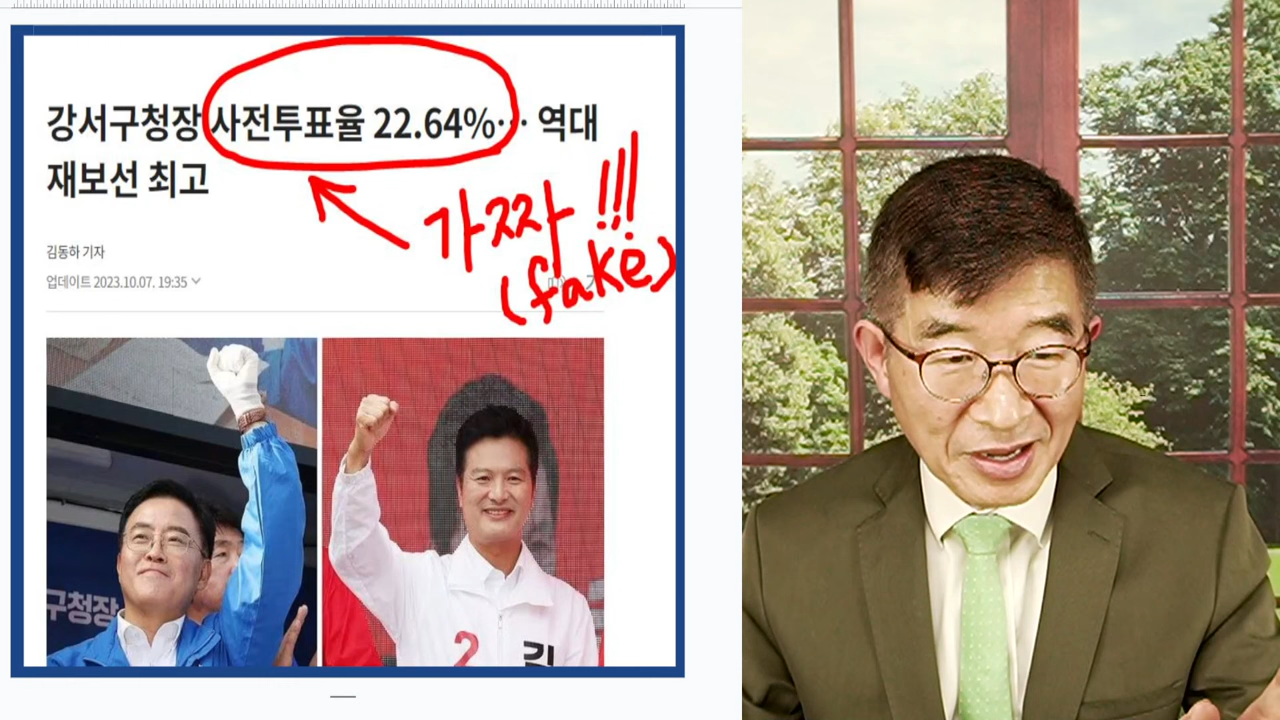 강서구청장 사전투표율 22.64%… 역대
재보선 최고
가짜!!!
(fake)
김동하 기자
업데이트 2023.10.07. 19:35
구청장
2
김